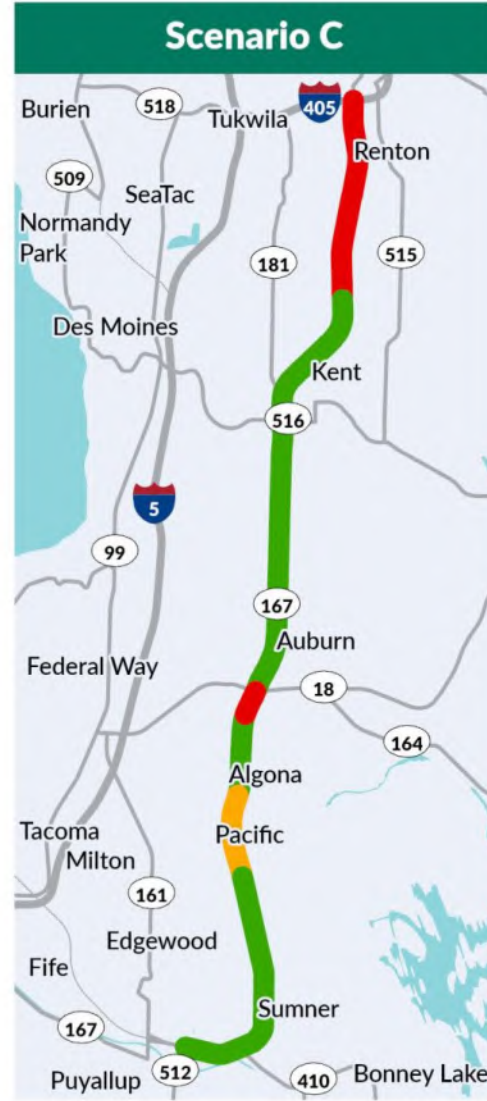 Scenario C
Burien
518
Tukwila
405
Renton
509
SeaTac
Normandy
Park
181
515
Des Moines
Kent
516
5
99
167
Auburn
Federal Way
18
164
Algona
Tacoma
Pacific
Milton
161
Edgewood
Fife
Sumner
167
512
410
Bonney Lake
Puyallup